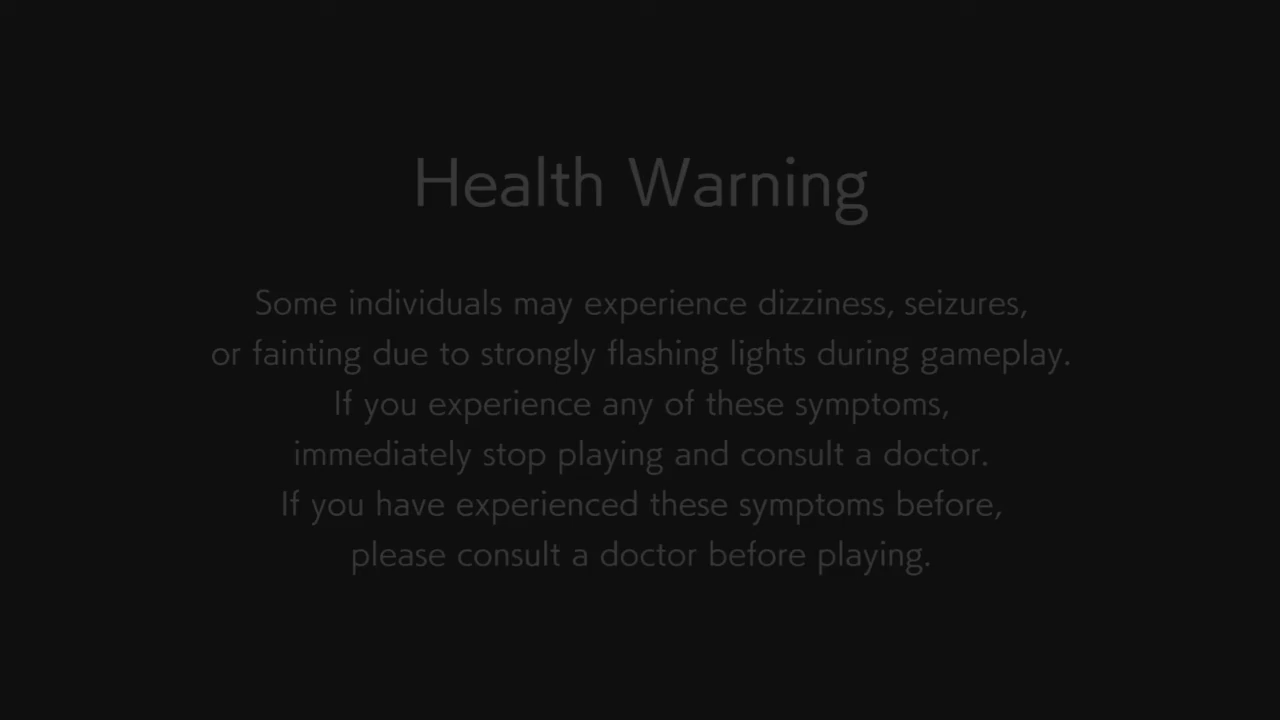 Health Warning
Some individuals may experience dizziness, seizures,
or fainting due to strongly flashing lights during gameplay.
If you experience any of these symptoms,
immediately stop playing and consult a doctor.
If you have experienced these symptoms before,
please consult a doctor before playing.